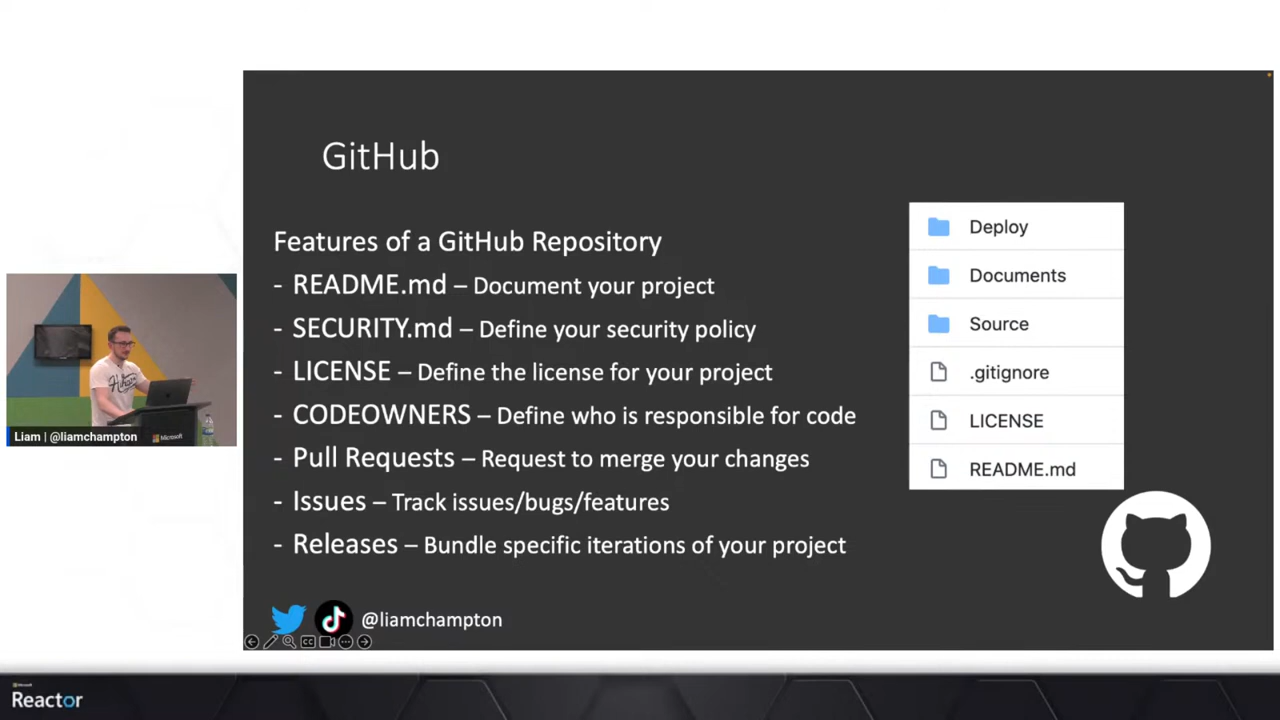 GitHub
Features of a GitHub Repository
- README.md – Document your project
- SECURITY.md – Define your security policy
- LICENSE – Define the license for your project
- CODEOWNERS – Define who is responsible for code
- Pull Requests – Request to merge your changes
- Issues – Track issues/bugs/features
- Releases – Bundle specific iterations of your project
Deploy
Documents
Source
.gitignore
LICENSE
README.md
@liamchampton
CC
Liam | @liamchampton
Microsoft
Microsoft
Reactor